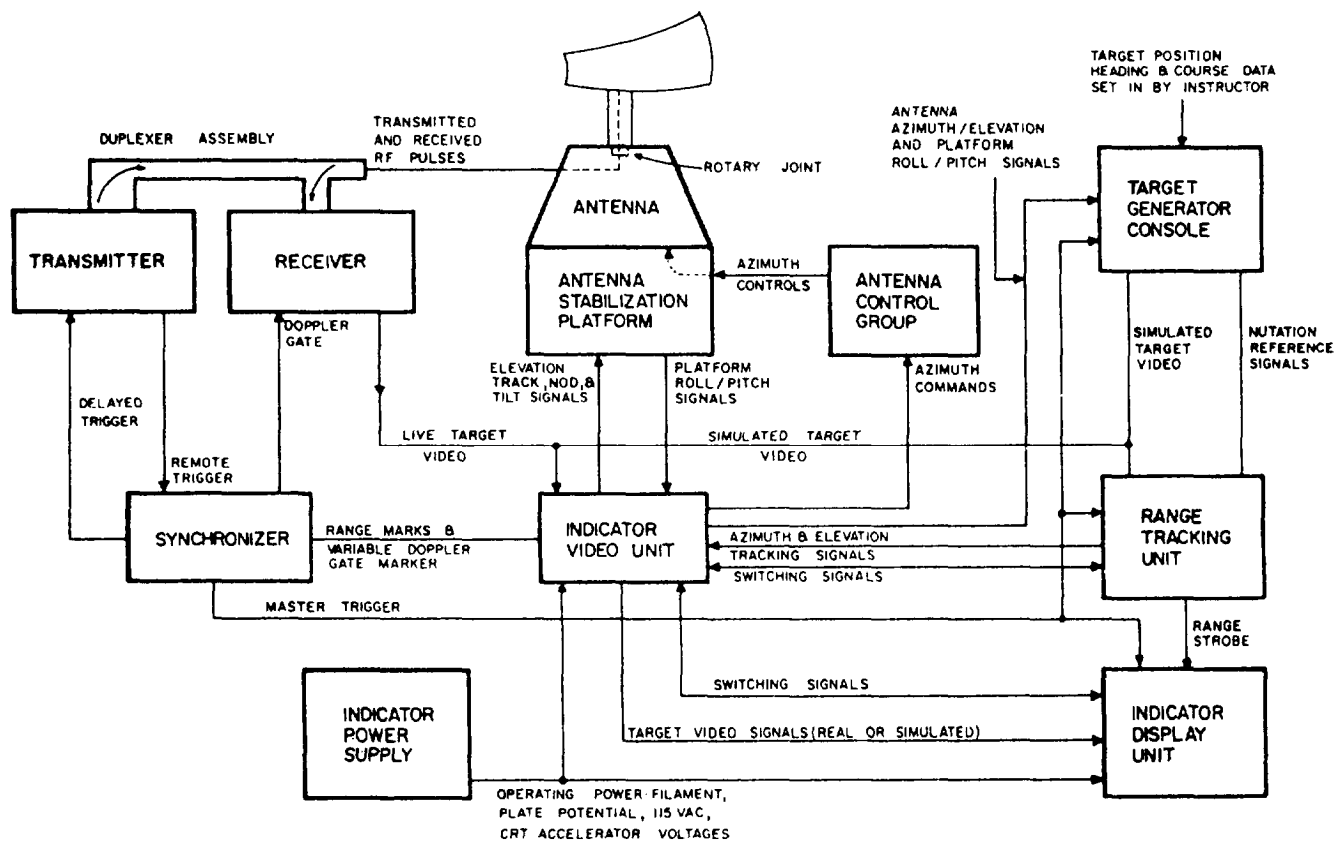 TARGET POSITION
HEADING & COURSE DATA
SET IN BY INSTRUCTOR
ANTENNA
AZIMUTH/ELEVATION
AND PLATFORM
ROLL/PITCH SIGNALS
DUPLEXER ASSEMBLY
TRANSMITTED
AND RECEIVED
RF PULSES
ROTARY JOINT
TRANSMITTER
RECEIVER
ANTENNA
ANTENNA
STABILIZATION
PLATFORM
AZIMUTH
CONTROLS
ANTENNA
CONTROL
GROUP
TARGET
GENERATOR
CONSOLE
DOPPLER
GATE
DELAYED
TRIGGER
REMOTE
TRIGGER
ELEVATION
TRACK, NOD, &
TILT SIGNALS
PLATFORM
ROLL/PITCH
SIGNALS
AZIMUTH
COMMANDS
SIMULATED
TARGET
VIDEO
NUTATION
REFERENCE
SIGNALS
LIVE TARGET
VIDEO
SIMULATED TARGET
VIDEO
SYNCHRONIZER
RANGE MARKS &
VARIABLE DOPPLER
GATE MARKER
INDICATOR
VIDEO UNIT
AZIMUTH & ELEVATION
TRACKING SIGNALS
SWITCHING SIGNALS
RANGE
TRACKING
UNIT
MASTER TRIGGER
RANGE
STROBE
INDICATOR
POWER
SUPPLY
SWITCHING SIGNALS
TARGET VIDEO SIGNALS (REAL OR SIMULATED)
INDICATOR
DISPLAY
UNIT
OPERATING POWER-FILAMENT,
PLATE POTENTIAL, 115 VAC,
CRT ACCELERATOR VOLTAGES